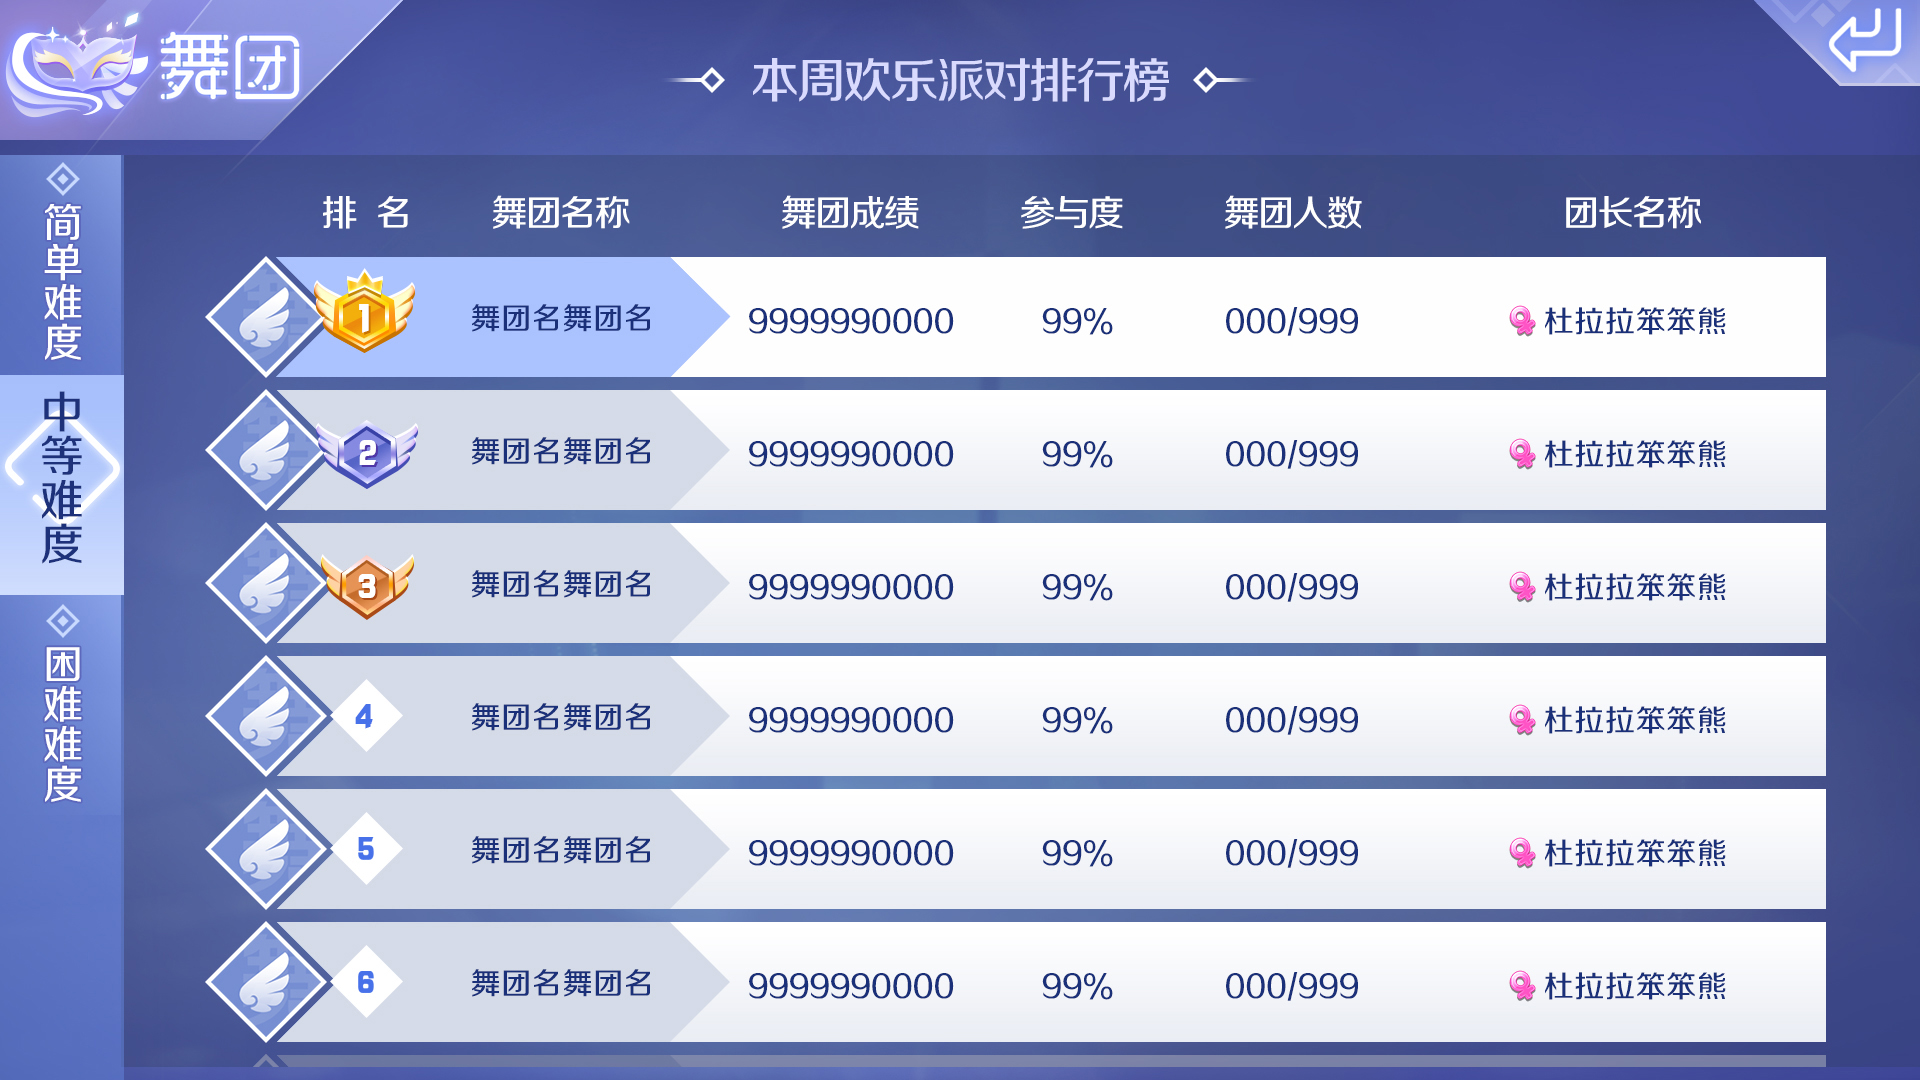 舞团
本周欢乐派对排行榜
简单难度
中等难度
困难难度
排 名 舞团名称 舞团成绩 参与度 舞团人数 团长名称
1 舞团名舞团名 9999990000 99% 000/999 杜拉拉笨笨熊
2 舞团名舞团名 9999990000 99% 000/999 杜拉拉笨笨熊
3 舞团名舞团名 9999990000 99% 000/999 杜拉拉笨笨熊
4 舞团名舞团名 9999990000 99% 000/999 杜拉拉笨笨熊
5 舞团名舞团名 9999990000 99% 000/999 杜拉拉笨笨熊
6 舞团名舞团名 9999990000 99% 000/999 杜拉拉笨笨熊